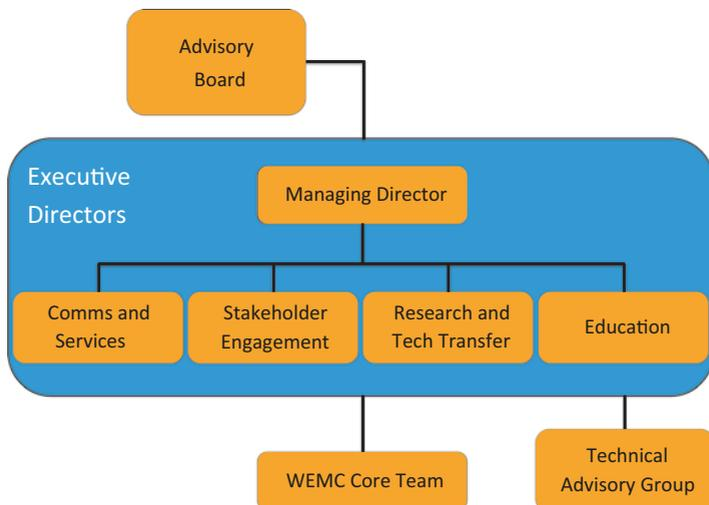 Advisory
Board
Executive
Directors
Managing Director
Comms and
Services
Stakeholder
Engagement
Research and
Tech Transfer
Education
WEMC Core Team
Technical
Advisory Group